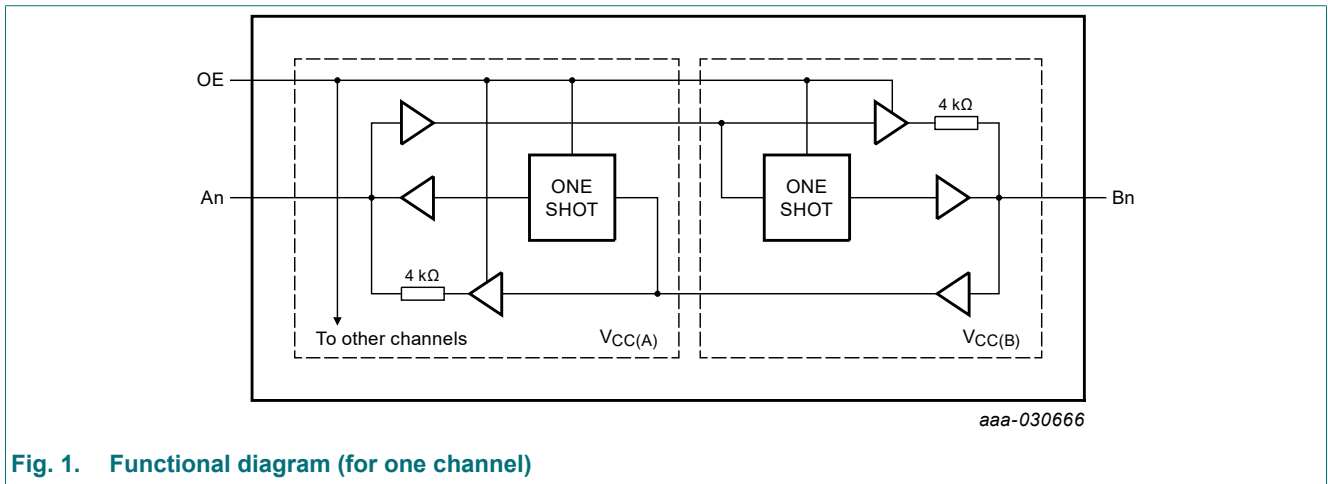 OE
4 kΩ
An
ONE
SHOT
ONE
SHOT
Bn
4 kΩ
To other channels
VCC(A)
VCC(B)
aaa-030666
Fig. 1. Functional diagram (for one channel)